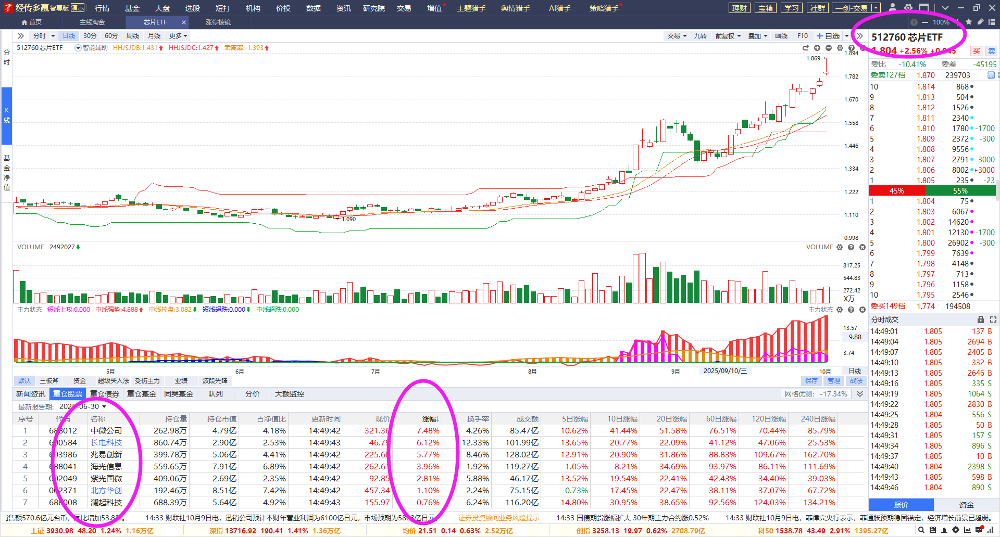 经传多赢 智尊版 演示 行情 基金 大盘 选股 短打 机构 价投 数据 资讯 研究院 交易 增值 主题猎手 舆情猎手 AI猎手 策略猎手 理财 宝箱 学习 社群 一创-交易
首页 主线淘金 芯片ETF × 涨停棱镜 100%
分时 日线 30分 60分 周线 月线 更多 交易 九转 前复权 叠加 画线 F10 +自选
512760 芯片ETF
512760 芯片ETF 智能辅助 HHJSJDB:1.431 HHJSJDC:1.427 乖离率:-1.393
1.804 +2.56% 买 卖
分时
K线
基金净值
1.894
1.782
1.670
1.558
1.446
1.334
1.222
1.110
0.998
1.869
1.090
委比 -10.41% 委差 -45195
委卖127档 1.870 239703
10 1.814 868
9 1.813 504
8 1.812 1526
7 1.811 2340
6 1.810 1780 -1700
5 1.809 2372 -300
4 1.808 9556
3 1.807 2791 -3000
2 1.806 8002 +3000
1 1.805 235 -23
45% 55%
1 1.804 75
2 1.803 6067
3 1.802 14620
4 1.801 12130 -1700
5 1.800 26902 -300
6 1.799 7639
7 1.798 4148
8 1.797 713
9 1.796 1158
10 1.795 2546
委买149档 1.774 194508
VOLUME 2492027 VOLUME
817.25
544.83
272.42
X万
主力状态 短线上攻:0.000 中线强势:4.888 中线控盘:3.082 短线超跌:0.000 中线超跌:0.000 主力状态
13.57
9.88
3.74
5月 6月 7月 8月 9月 2025/09/10/三 10月 日线
分时成交
14:49:01 1.805 137 B
14:49:04 1.805 2694 B
14:49:07 1.805 2405 B
14:49:10 1.805 332 B
14:49:13 1.805 2646 B
14:49:16 1.805 335 S
14:49:19 1.805 1064 S
14:49:22 1.805 2830 B
14:49:25 1.804 556 S
14:49:28 1.805 50 B
14:49:31 1.805 157 S
14:49:34 1.805 896 S
14:49:37 1.805 10 B
14:49:40 1.804 2398 S
14:49:43 1.805 598 B
14:49:46 1.804 890 S
报价 资金
默认 三板斧 资金 超级买入法 受伤主力 业绩 波段先锋 保存 管理 战法
新闻资讯 重仓股票 重仓债券 重仓基金 同类基金 队列 分价 大额监控 网格优测: -17.34%
最新报告期: 2025-06-30
序号 代码 名称 持仓量 持仓市值 占净值比 更新时间 现价 涨幅↓ 换手率 成交额 5日涨幅 10日涨幅 20日涨幅 60日涨幅 120日涨幅 240日涨幅
1 688012 中微公司 262.98万 4.79亿 4.18% 14:49:42 321.36 7.48% 4.26% 85.47亿 10.62% 41.44% 51.58% 76.51% 70.44% 85.79%
2 600584 长电科技 860.74万 2.90亿 2.53% 14:49:43 46.79 6.12% 12.33% 101.99亿 13.65% 20.77% 22.09% 41.12% 47.06% 25.53%
3 603986 兆易创新 399.78万 5.06亿 4.41% 14:49:42 225.60 5.77% 8.46% 128.02亿 12.91% 20.90% 31.86% 88.83% 109.67% 162.70%
4 688041 海光信息 559.65万 7.91亿 6.89% 14:49:42 262.61 3.96% 1.92% 119.27亿 1.05% 8.21% 34.69% 93.97% 86.11% 111.69%
5 002049 紫光国微 409.06万 2.69亿 2.35% 14:49:42 92.85 2.81% 5.88% 46.17亿 13.52% 19.54% 22.41% 42.43% 34.40% 39.03%
6 002371 北方华创 192.46万 8.51亿 7.42% 14:49:42 457.34 1.10% 2.24% 75.15亿 -0.73% 17.45% 22.47% 38.11% 37.07% 67.72%
7 688008 澜起科技 688.39万 5.64亿 4.92% 14:49:43 155.97 0.76% 6.24% 116.20亿 14.80% 30.95% 38.65% 92.56% 124.03% 134.21%
售额570.6亿元台币，同比增加53.8%。 14:33 财联社10月9日电，迅销公司预计本财年营业利润为6100亿日元，市场预期为5883亿日元 证券投资顾问业务风险提示 14:33 国债期货涨幅扩大 30年期主力合约涨0.52% 14:33 财联社10月9日电，菲律宾央行表示，菲通胀预期稳固锚定，经济增长前景已趋弱。
上证 3930.98 48.20 1.24% 1.16万亿 深指 13716.92 190.41 1.41% 1.36万亿 均价 21.51 0.14 0.63% 2.52万亿 创指 3258.13 19.97 0.62% 2708.79亿 科50 1538.78 43.49 2.91% 1395.27亿